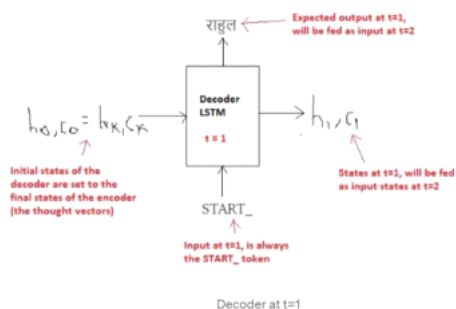 राहुल
Expected output at t=1,
will be fed as input at t=2
Decoder
LSTM
t = 1
h₀, c₀ = hₖ, cₖ
h₁, c₁
Initial states of the
decoder are set to the
final states of the encoder
(the thought vectors)
States at t=1, will be fed
as input states at t=2
START_
Input at t=1, is always
the START_ token
Decoder at t=1